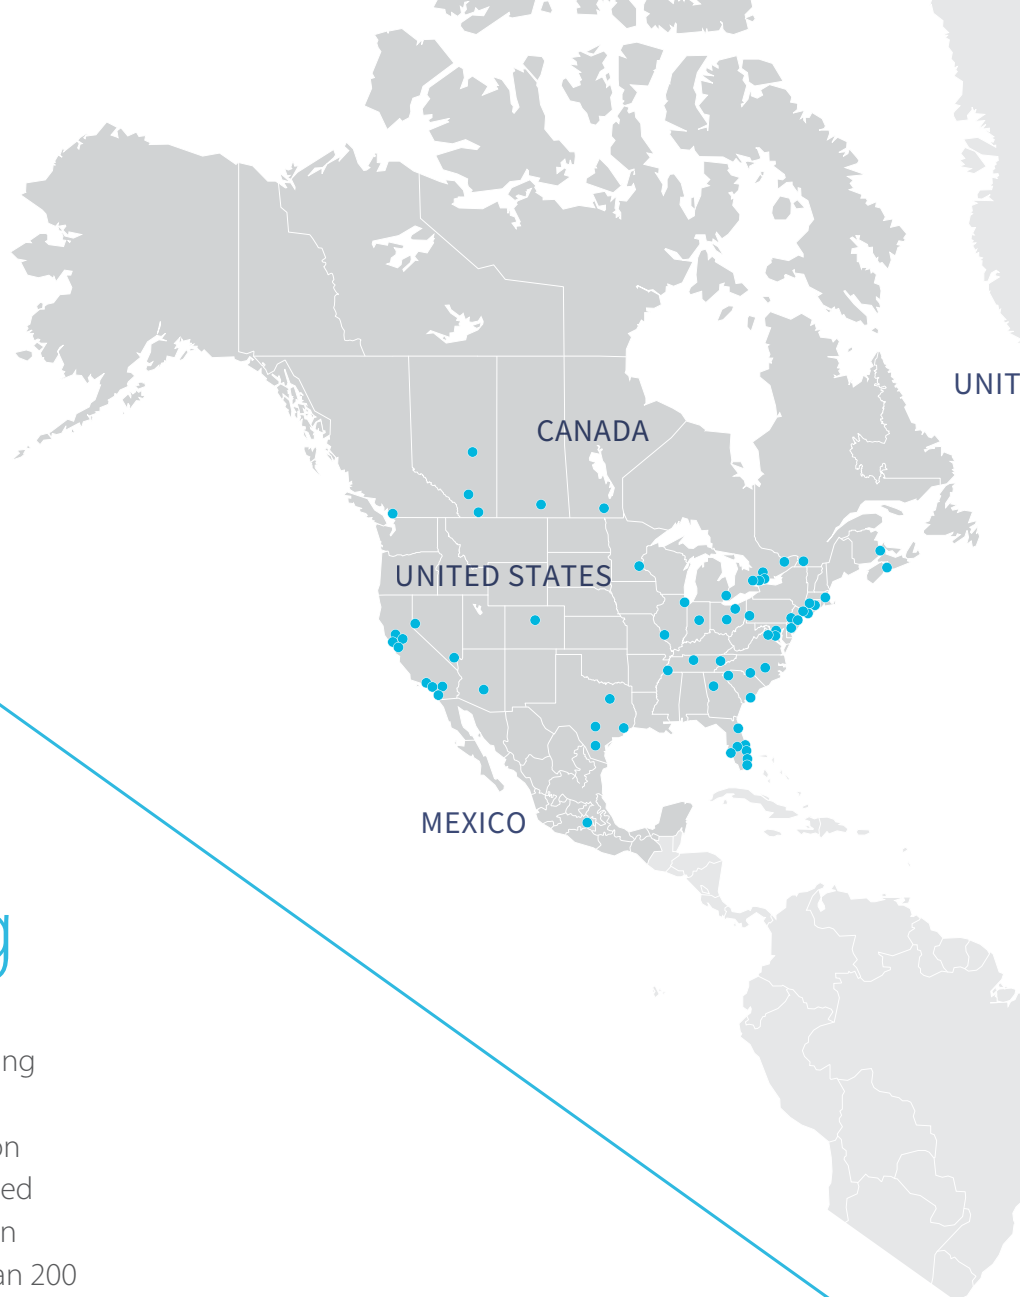 UNIT
CANADA
UNITED STATES
MEXICO
g
ng
on
ed
n
an 200